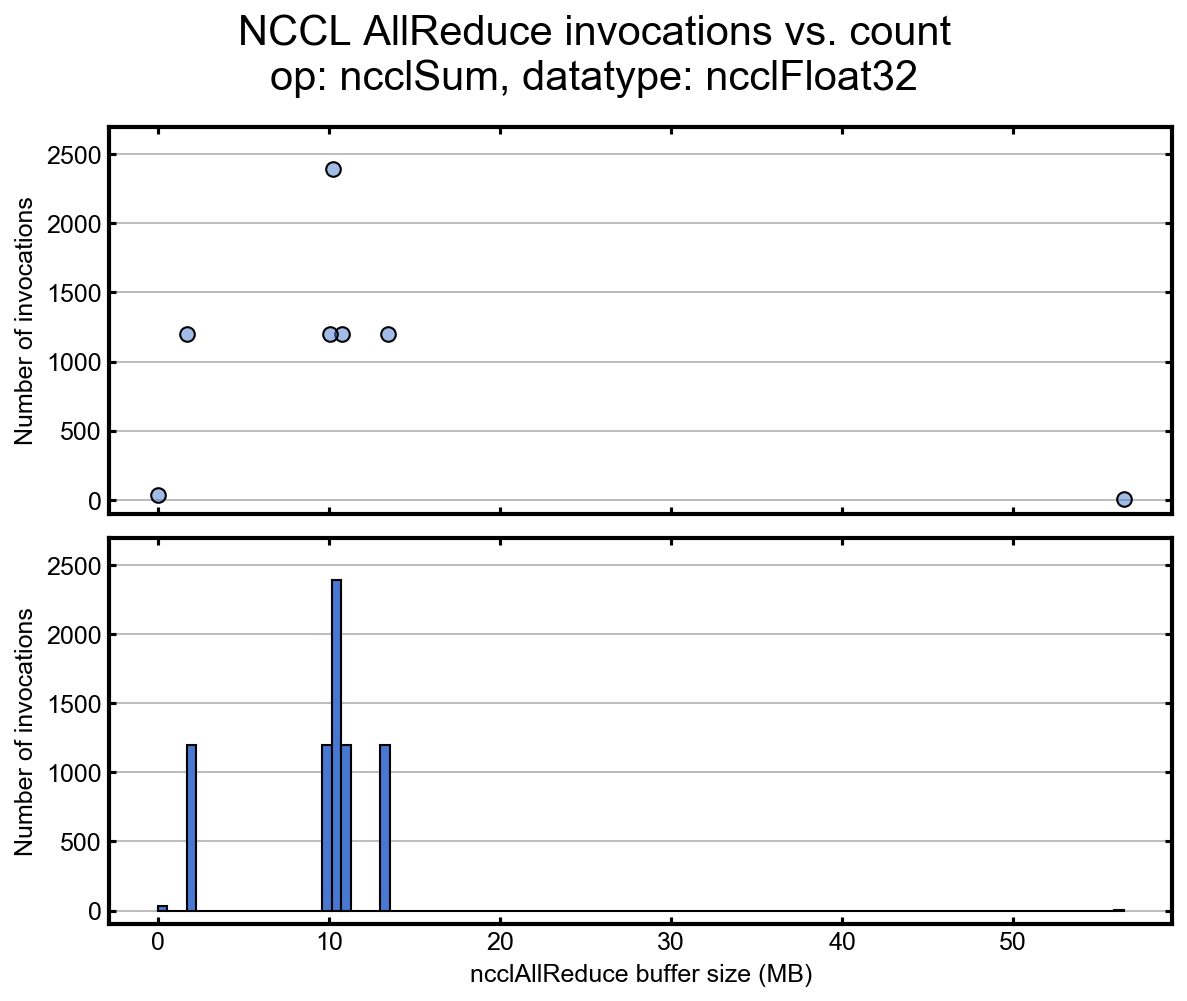 NCCL AllReduce invocations vs. count
op: ncclSum, datatype: ncclFloat32
Number of invocations
2500
2000
1500
1000
500
0
Number of invocations
2500
2000
1500
1000
500
0
0 10 20 30 40 50
ncclAllReduce buffer size (MB)